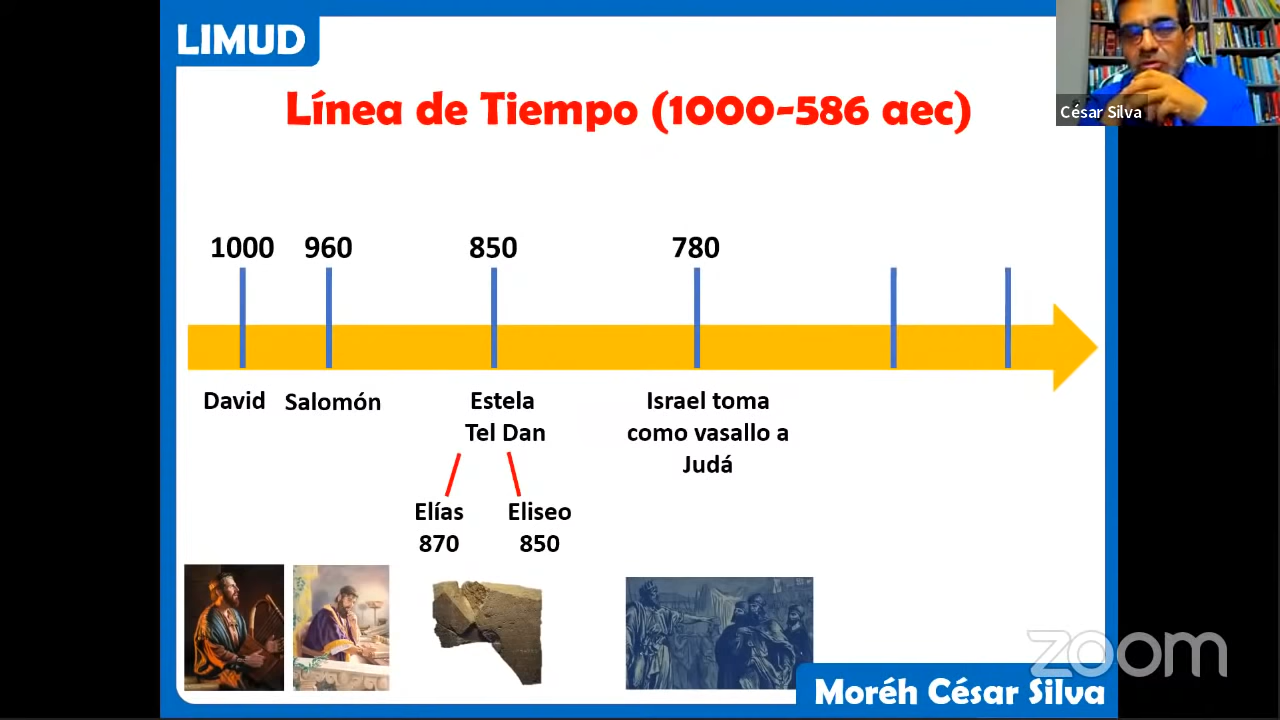 LIMUD
Línea de Tiempo (1000-586 aec)
César Silva
1000
960
850
780
David
Salomón
Estela
Tel Dan
Israel toma
como vasallo a
Judá
Elías
870
Eliseo
850
zoom
Moréh César Silva